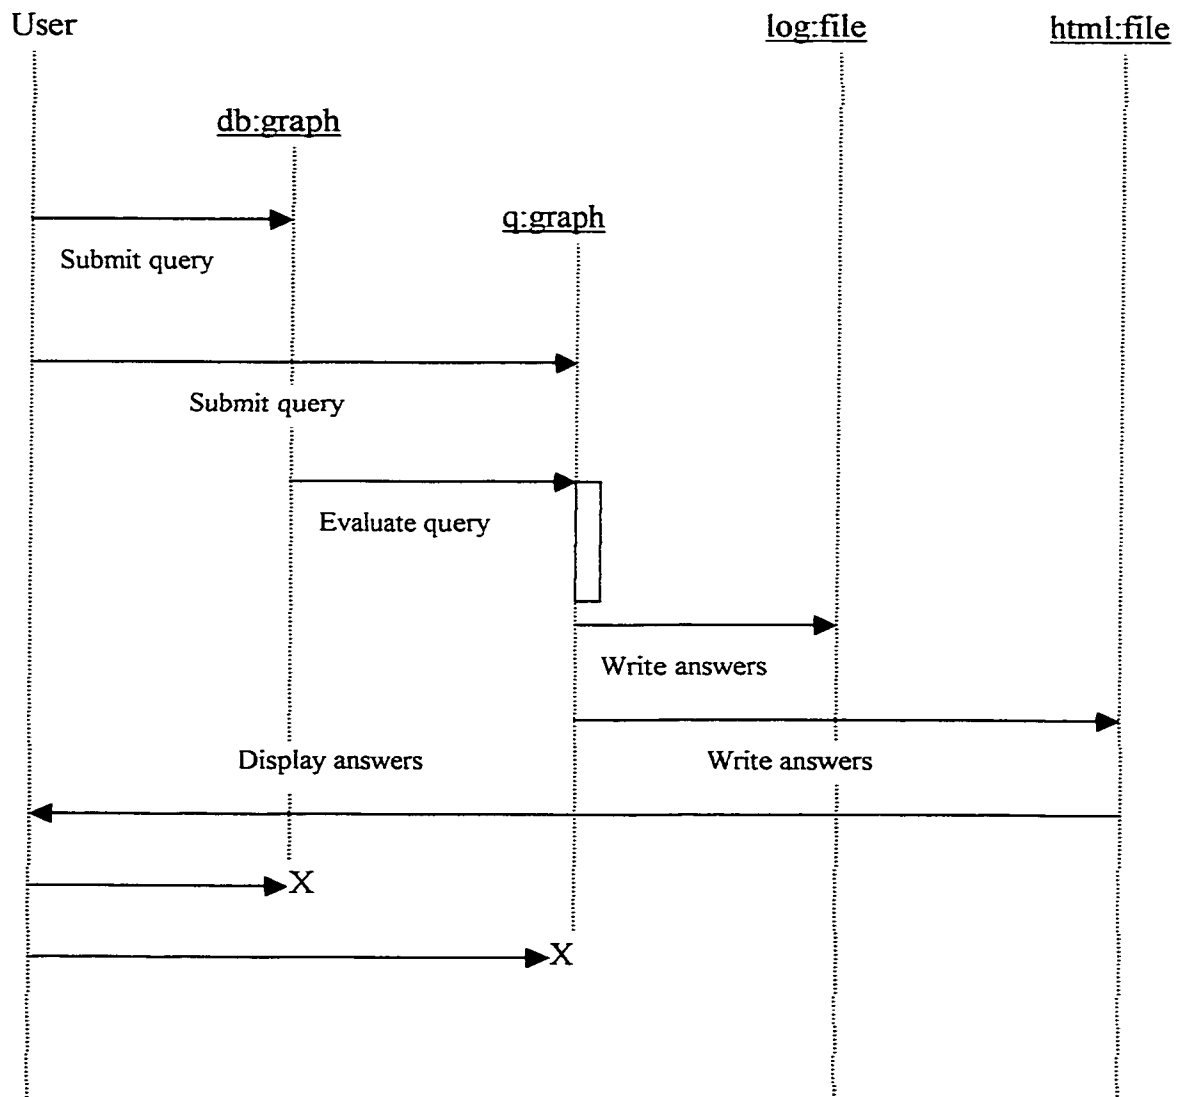 User
log:file
html:file
db:graph
q:graph
Submit query
Submit query
Evaluate query
Write answers
Display answers
Write answers
X
X